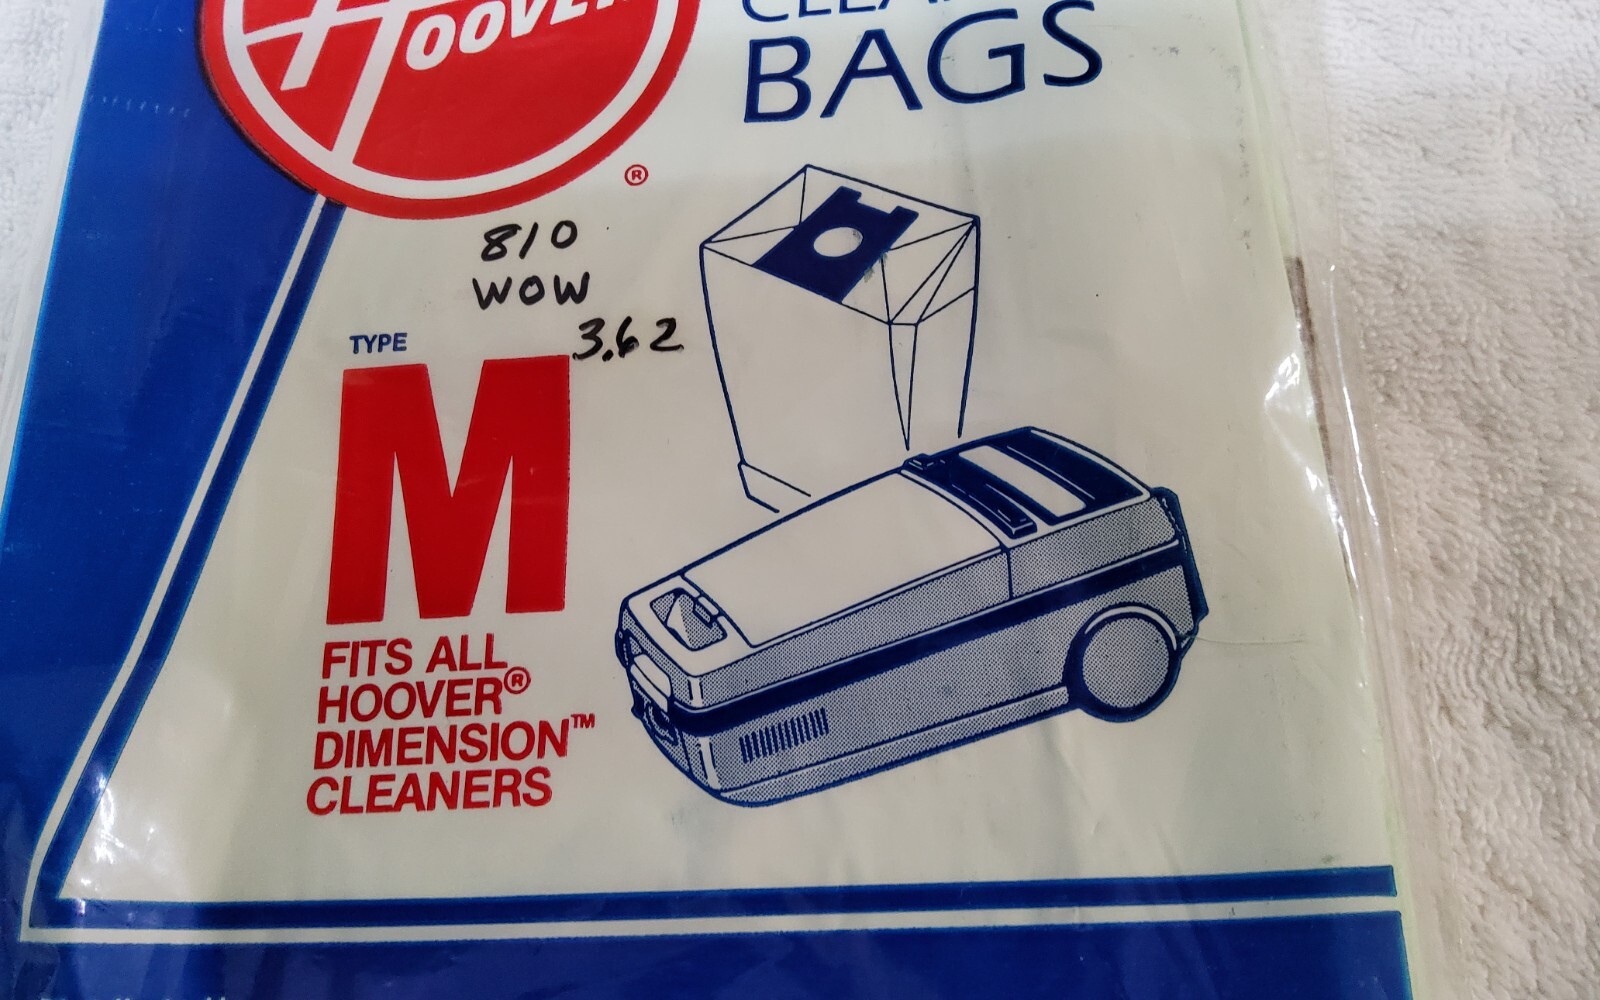 HOOVER
BAGS
®
810
WOW
3.62
TYPE
M
FITS ALL
HOOVER®
DIMENSION™
CLEANERS